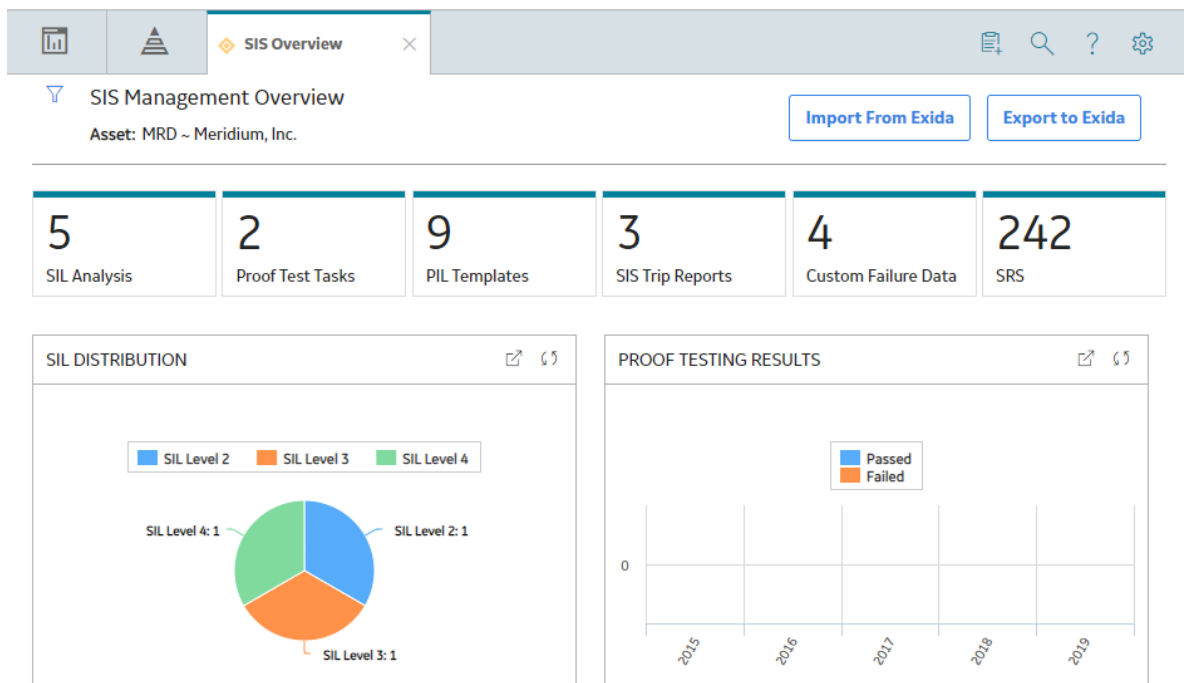 SIS Overview
?
SIS Management Overview
Asset: MRD ~ Meridium, Inc.
Import From Exida
Export to Exida
5
SIL Analysis
2
Proof Test Tasks
9
PIL Templates
3
SIS Trip Reports
4
Custom Failure Data
242
SRS
SIL DISTRIBUTION
SIL Level 2
SIL Level 3
SIL Level 4
SIL Level 4: 1
SIL Level 2: 1
SIL Level 3: 1
PROOF TESTING RESULTS
Passed
Failed
0
2015
2016
2017
2018
2019